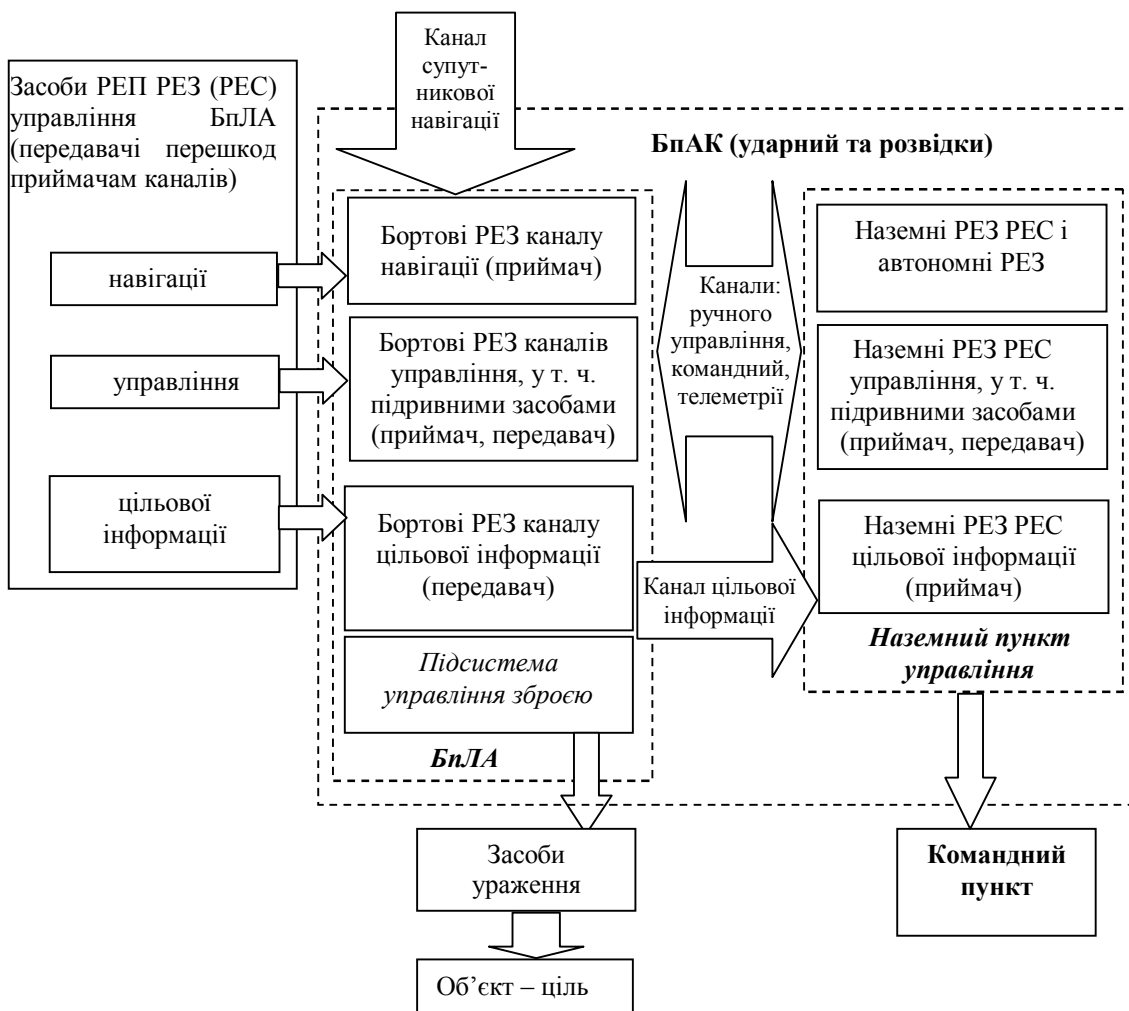 Канал
супут-
никової
навігації
Засоби РЕП РЕЗ (РЕС)
управління БпЛА
(передавачі перешкод
приймачам каналів)
навігації
управління
цільової
інформації
БпАК (ударний та розвідки)
Бортові РЕЗ каналу
навігації (приймач)
Бортові РЕЗ каналів
управління, у т. ч.
підривними засобами
(приймач, передавач)
Бортові РЕЗ каналу
цільової інформації
(передавач)
Підсистема
управління зброєю
БпЛА
Канали:
ручного
управління,
командний,
телеметрії
Канал цільової
інформації
Наземні РЕЗ РЕС і
автономні РЕЗ
Наземні РЕЗ РЕС
управління, у т. ч.
підривними засобами
(приймач, передавач)
Наземні РЕЗ РЕС
цільової інформації
(приймач)
Наземний пункт
управління
Засоби
ураження
Об’єкт – ціль
Командний
пункт